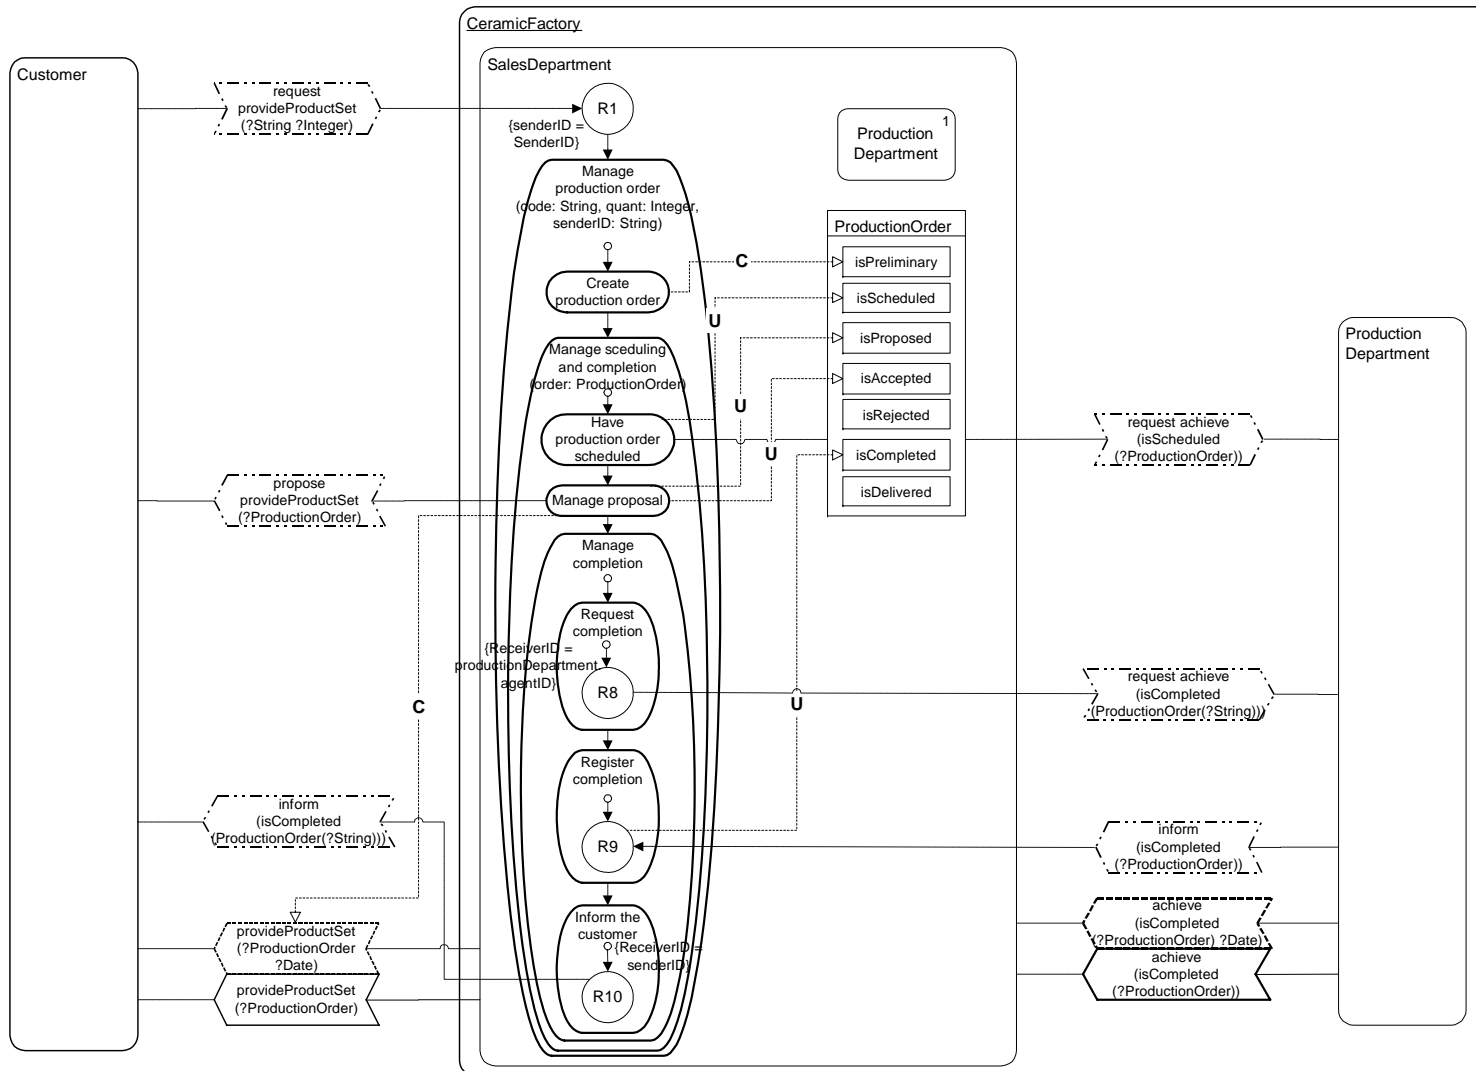 CeramicFactory
Customer
SalesDepartment
request
provideProductSet
(?String ?Integer)
R1
{senderID =
SenderID}
1
Production
Department
Manage
production order
(code: String, quant: Integer,
senderID: String)
ProductionOrder
isPreliminary
isScheduled
isProposed
isAccepted
isRejected
isCompleted
isDelivered
C
U
U
U
Create
production order
Manage sceduling
and completion
(order: ProductionOrder)
Have
production order
scheduled
Manage proposal
Production
Department
request achieve
(isScheduled
(?ProductionOrder))
propose
provideProductSet
(?ProductionOrder)
Manage
completion
Request
completion
{ReceiverID =
productionDepartment.
agentID}
R8
C
U
request achieve
(isCompleted
(ProductionOrder(?String)))
Register
completion
R9
inform
(isCompleted
(ProductionOrder(?String)))
inform
(isCompleted
(?ProductionOrder))
Inform the
customer
{ReceiverID =
senderID}
R10
provideProductSet
(?ProductionOrder
?Date)
provideProductSet
(?ProductionOrder)
achieve
(isCompleted
(?ProductionOrder) ?Date)
achieve
(isCompleted
(?ProductionOrder))